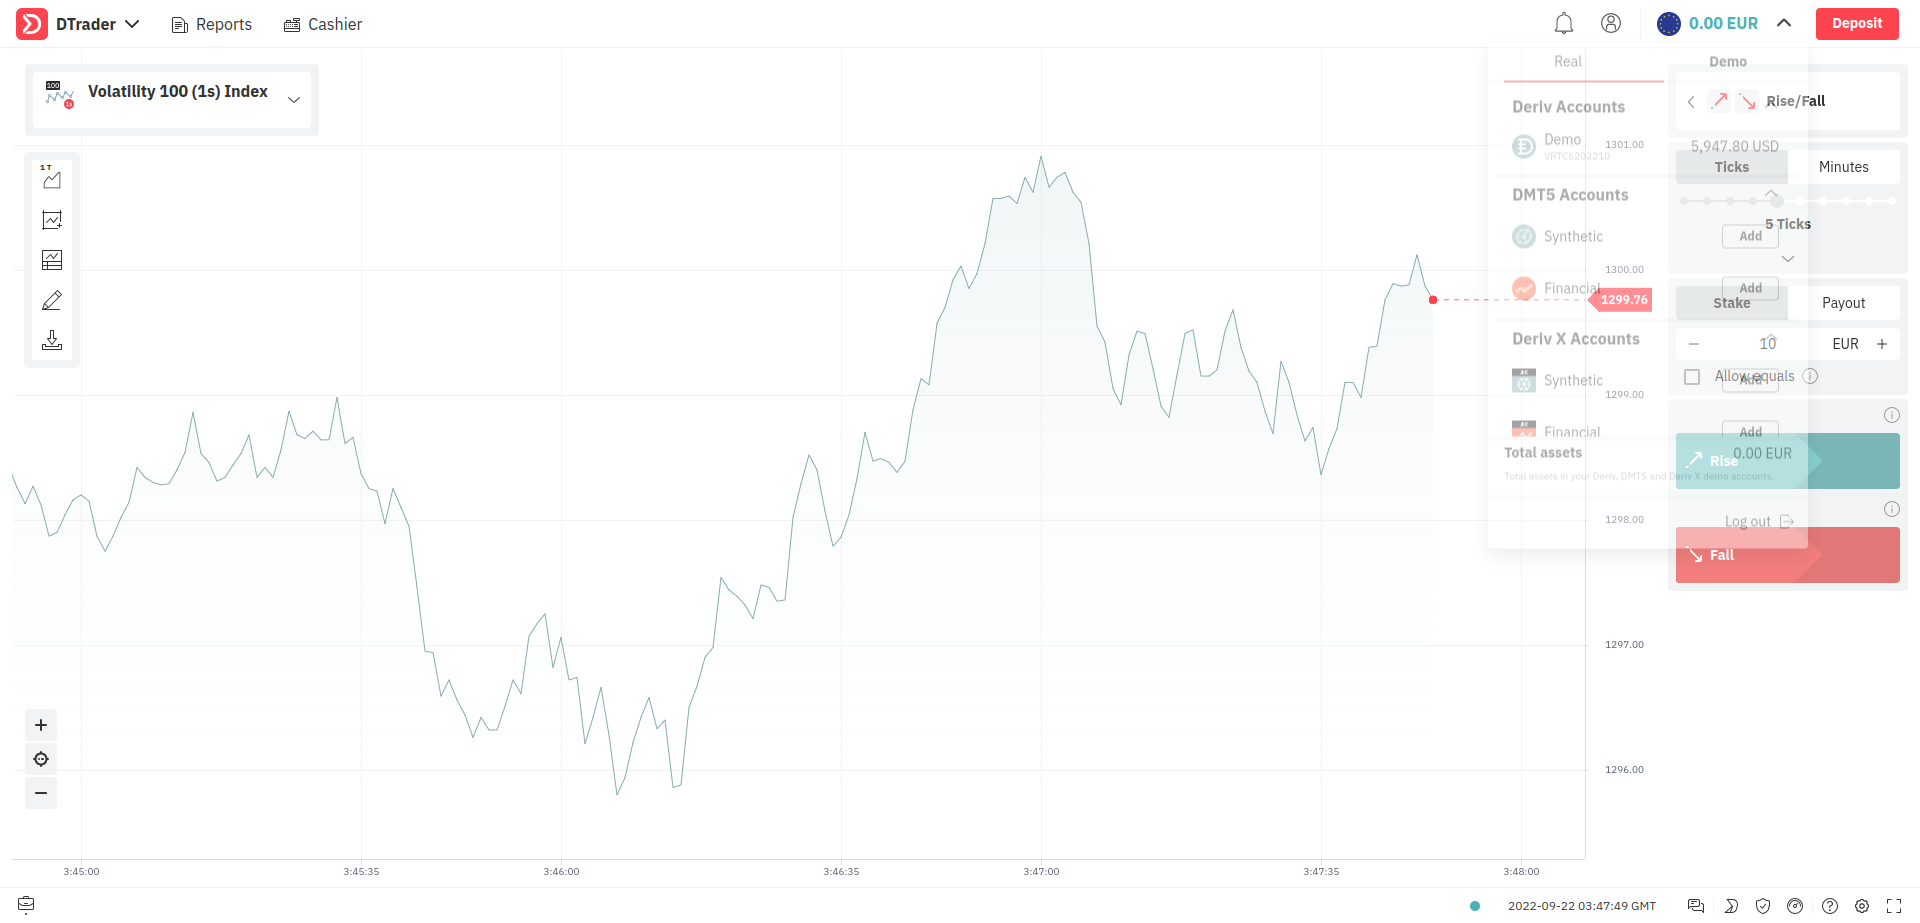 DTrader
Reports
Cashier
0.00 EUR
Deposit
100
1s
Volatility 100 (1s) Index
1T
Real
Demo
Deriv Accounts
Demo
VRTC6202210
5,947.80 USD
DMT5 Accounts
Synthetic
Add
Financial
Add
Deriv X Accounts
Synthetic
Add
Financial
Add
Total assets
0.00 EUR
Total assets in your Deriv, DMT5 and Deriv X demo accounts.
Log out
Rise/Fall
Ticks
Minutes
5 Ticks
Stake
Payout
10
EUR
Allow equals
Rise
Fall
1301.00
1300.00
1299.76
1299.00
1298.00
1297.00
1296.00
3:45:00
3:45:35
3:46:00
3:46:35
3:47:00
3:47:35
3:48:00
2022-09-22 03:47:49 GMT